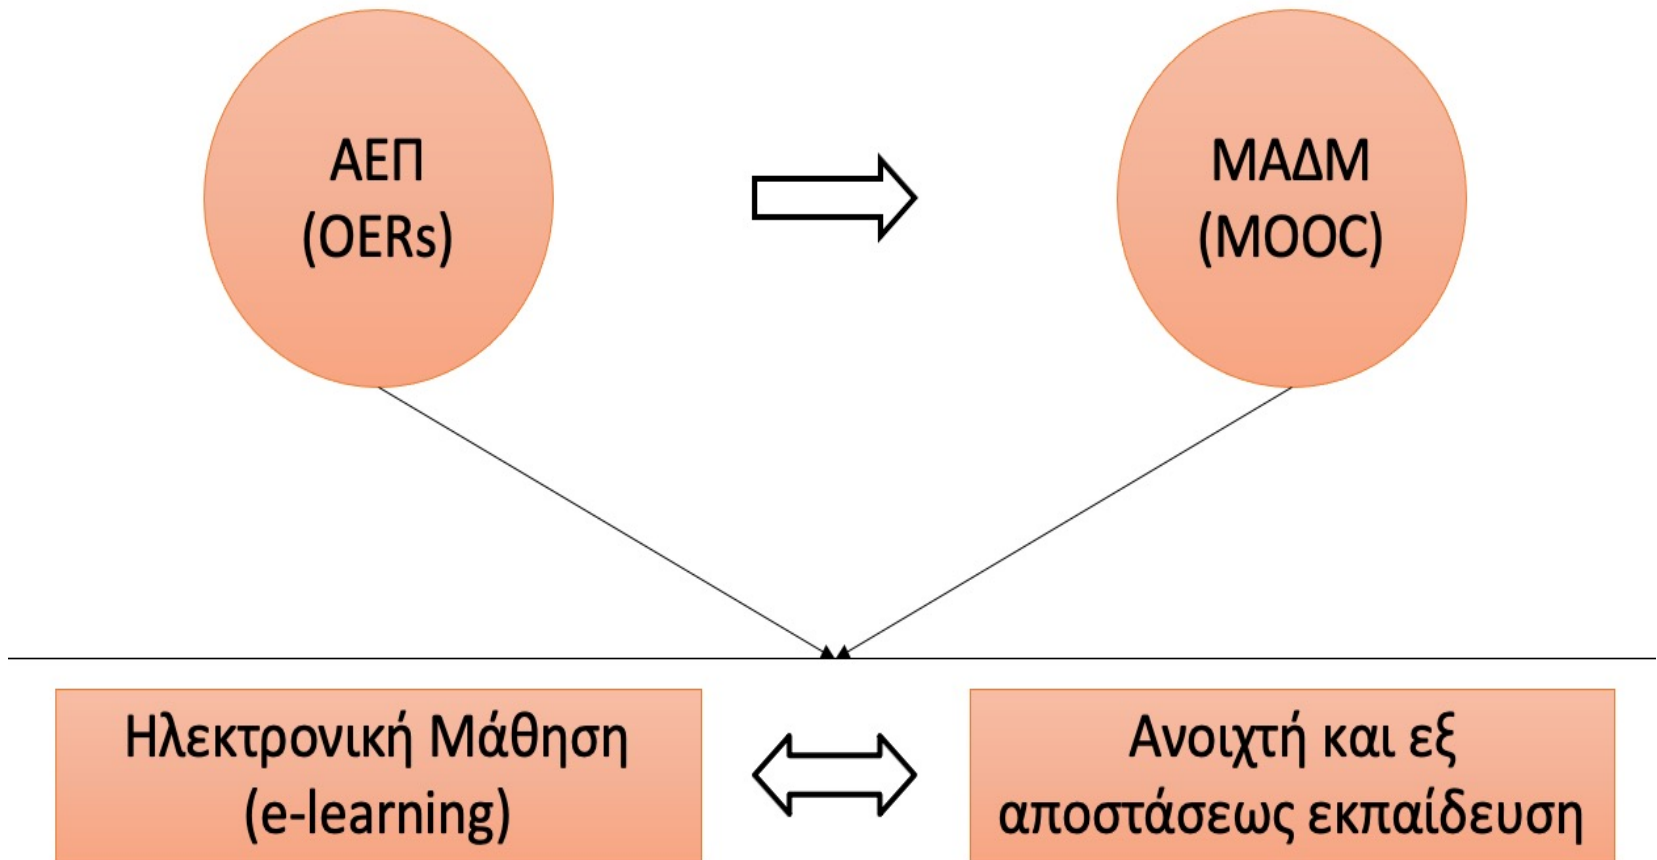 ΑΕΠ
(OERs)
ΜΑΔΜ
(MOOC)
Ηλεκτρονική Μάθηση
(e-learning)
Ανοιχτή και εξ
αποστάσεως εκπαίδευση